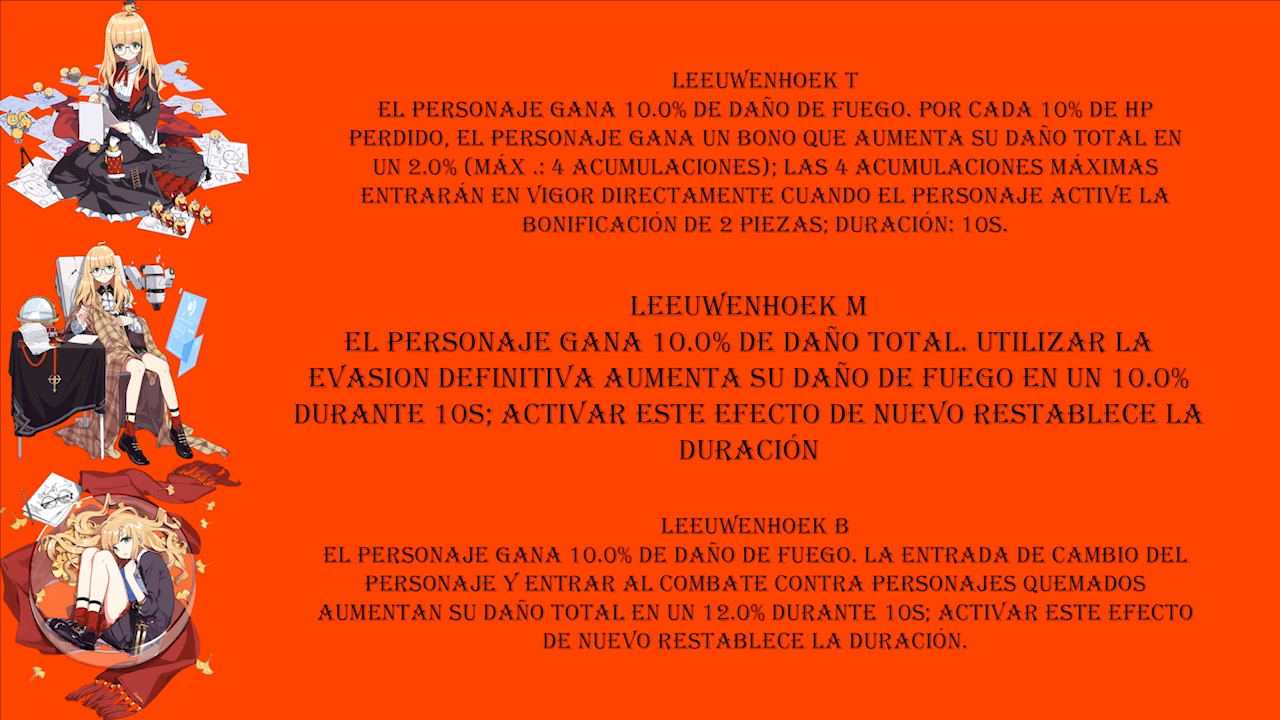 LEEUWENHOEK T
EL PERSONAJE GANA 10.0% DE DAÑO DE FUEGO. POR CADA 10% DE HP
PERDIDO, EL PERSONAJE GANA UN BONO QUE AUMENTA SU DAÑO TOTAL EN
UN 2.0% (MÁX .: 4 ACUMULACIONES); LAS 4 ACUMULACIONES MÁXIMAS
ENTRARÁN EN VIGOR DIRECTAMENTE CUANDO EL PERSONAJE ACTIVE LA
BONIFICACIÓN DE 2 PIEZAS; DURACIÓN: 10S.
LEEUWENHOEK M
EL PERSONAJE GANA 10.0% DE DAÑO TOTAL. UTILIZAR LA
EVASION DEFINITIVA AUMENTA SU DAÑO DE FUEGO EN UN 10.0%
DURANTE 10S; ACTIVAR ESTE EFECTO DE NUEVO RESTABLECE LA
DURACIÓN
LEEUWENHOEK B
EL PERSONAJE GANA 10.0% DE DAÑO DE FUEGO. LA ENTRADA DE CAMBIO DEL
PERSONAJE Y ENTRAR AL COMBATE CONTRA PERSONAJES QUEMADOS
AUMENTAN SU DAÑO TOTAL EN UN 12.0% DURANTE 10S; ACTIVAR ESTE EFECTO
DE NUEVO RESTABLECE LA DURACIÓN.